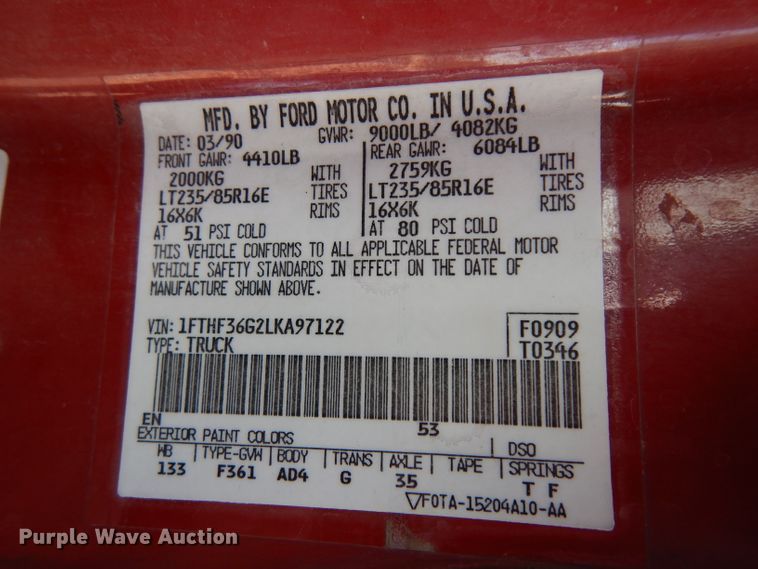 MFD. BY FORD MOTOR CO. IN U.S.A.
DATE: 03/90 GVWR: 9000LB/ 4082KG
FRONT GAWR: 4410LB REAR GAWR: 6084LB
2000KG WITH 2759KG WITH
LT235/85R16E TIRES LT235/85R16E TIRES
16X6K RIMS 16X6K RIMS
AT 51 PSI COLD AT 80 PSI COLD
THIS VEHICLE CONFORMS TO ALL APPLICABLE FEDERAL MOTOR
VEHICLE SAFETY STANDARDS IN EFFECT ON THE DATE OF
MANUFACTURE SHOWN ABOVE.
VIN: 1FTHF36G2LKA97122 F0909
TYPE: TRUCK T0346
EN 53
EXTERIOR PAINT COLORS DSO
WB TYPE-GVW BODY TRANS AXLE TAPE SPRINGS
133 F361 AD4 G 35 T F
▽F0TA-15204A10-AA
Purple Wave Auction